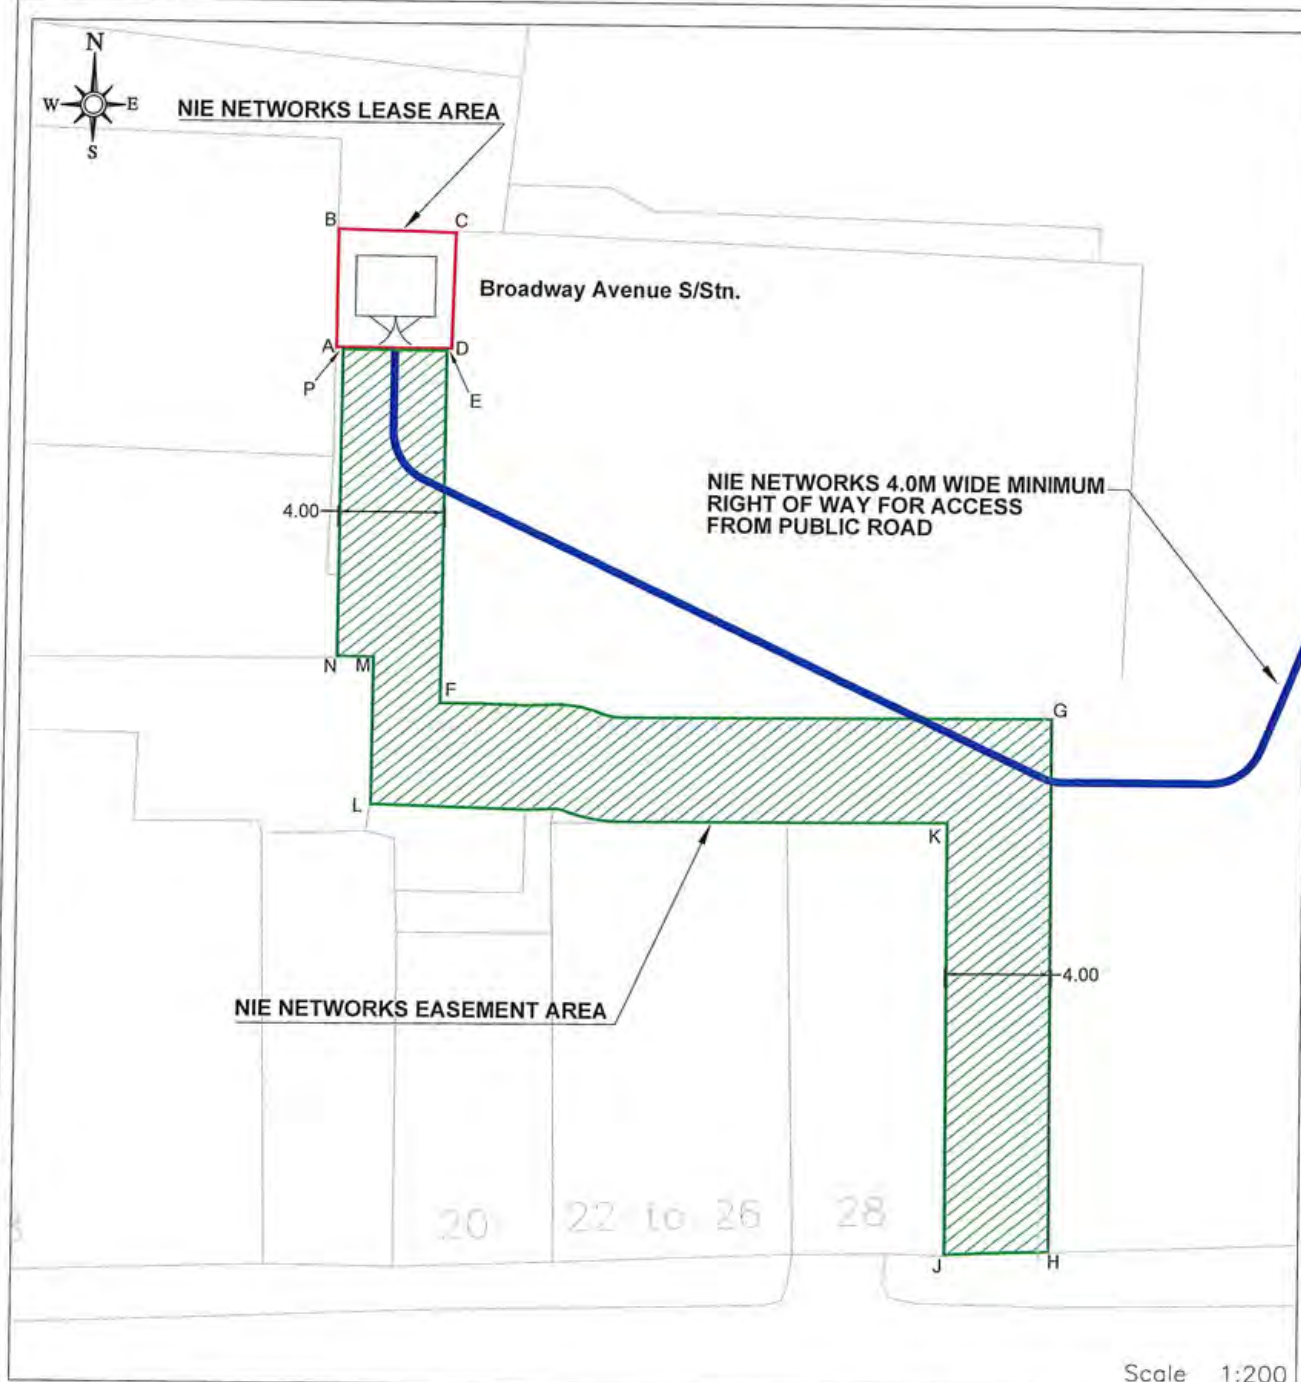 N
W E
S
NIE NETWORKS LEASE AREA
B C
Broadway Avenue S/Stn.
A D
P E
NIE NETWORKS 4.0M WIDE MINIMUM
RIGHT OF WAY FOR ACCESS
FROM PUBLIC ROAD
4.00
N M
F
G
L
K
4.00
NIE NETWORKS EASEMENT AREA
20 22 to 26 28
J H
Scale 1:200